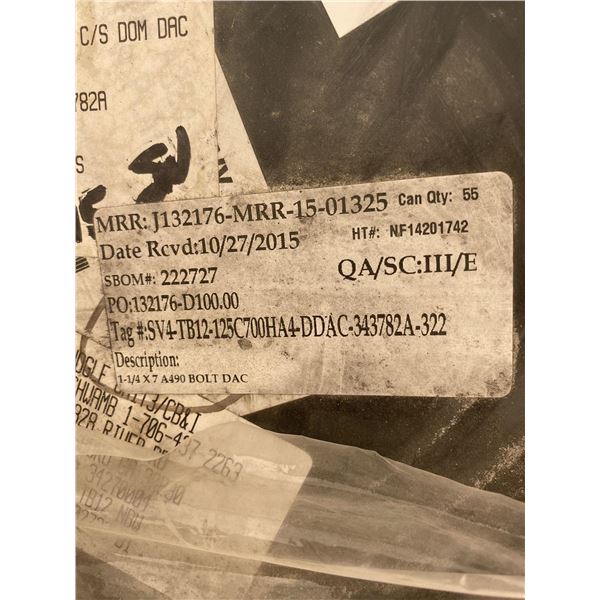 C/S DOM DAC
782A
S
MRR: J132176-MRR-15-01325 Can Qty: 55
Date Rcvd:10/27/2015 HT#: NF14201742
SBOM#: 222727 QA/SC:III/E
PO:132176-D100.00
Tag #:SV4-TB12-125C700HA4-DDAC-343782A-322
Description:
1-1/4 X 7 A490 BOLT DAC
/CB&I
1-706-437-2263
RIVER
TB12 NBW